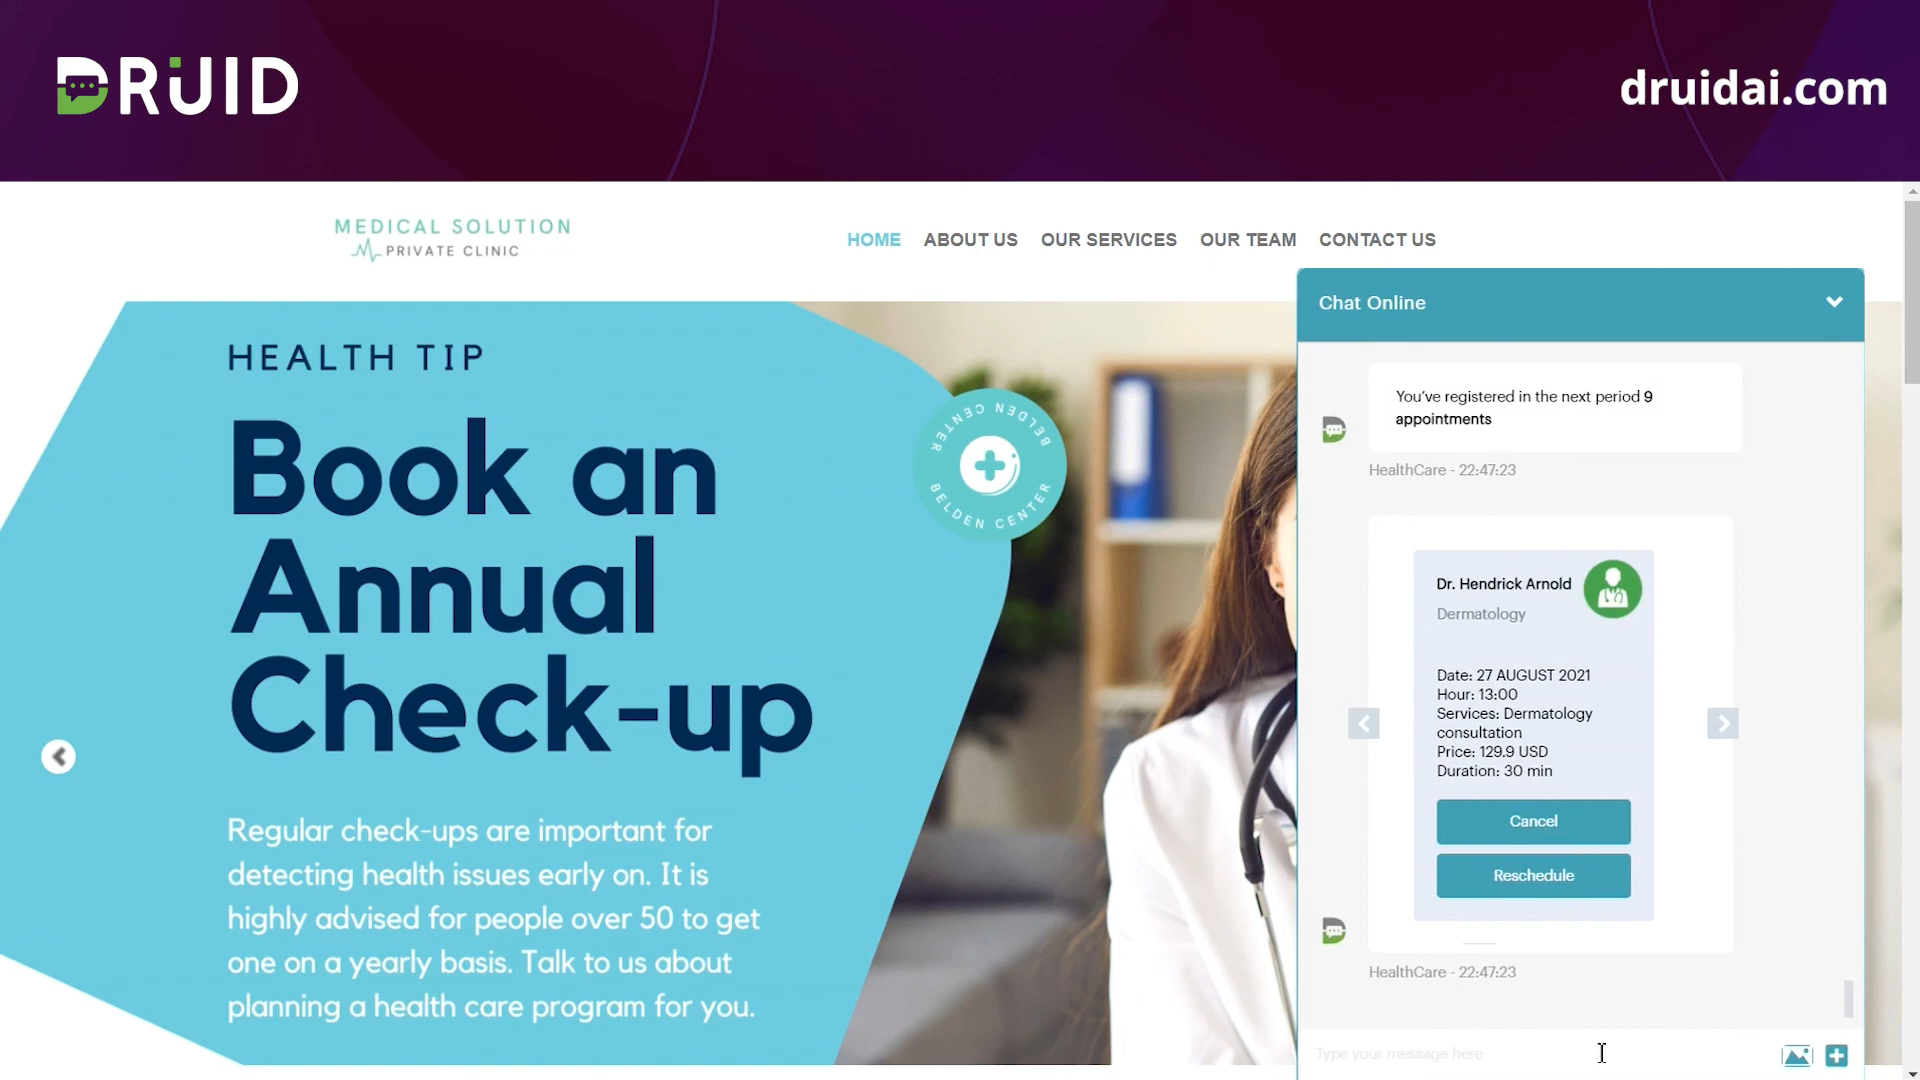 DRUID
druidai.com
MEDICAL SOLUTION
PRIVATE CLINIC
HOME ABOUT US OUR SERVICES OUR TEAM CONTACT US
HEALTH TIP
Book an
Annual
Check-up
BELDEN CENTER
BELDEN CENTER
Regular check-ups are important for
detecting health issues early on. It is
highly advised for people over 50 to get
one on a yearly basis. Talk to us about
planning a health care program for you.
Chat Online
You've registered in the next period 9
appointments
HealthCare - 22:47:23
Dr. Hendrick Arnold
Dermatology
Date: 27 AUGUST 2021
Hour: 13:00
Services: Dermatology
consultation
Price: 129.9 USD
Duration: 30 min
Cancel
Reschedule
HealthCare - 22:47:23
Type your message here